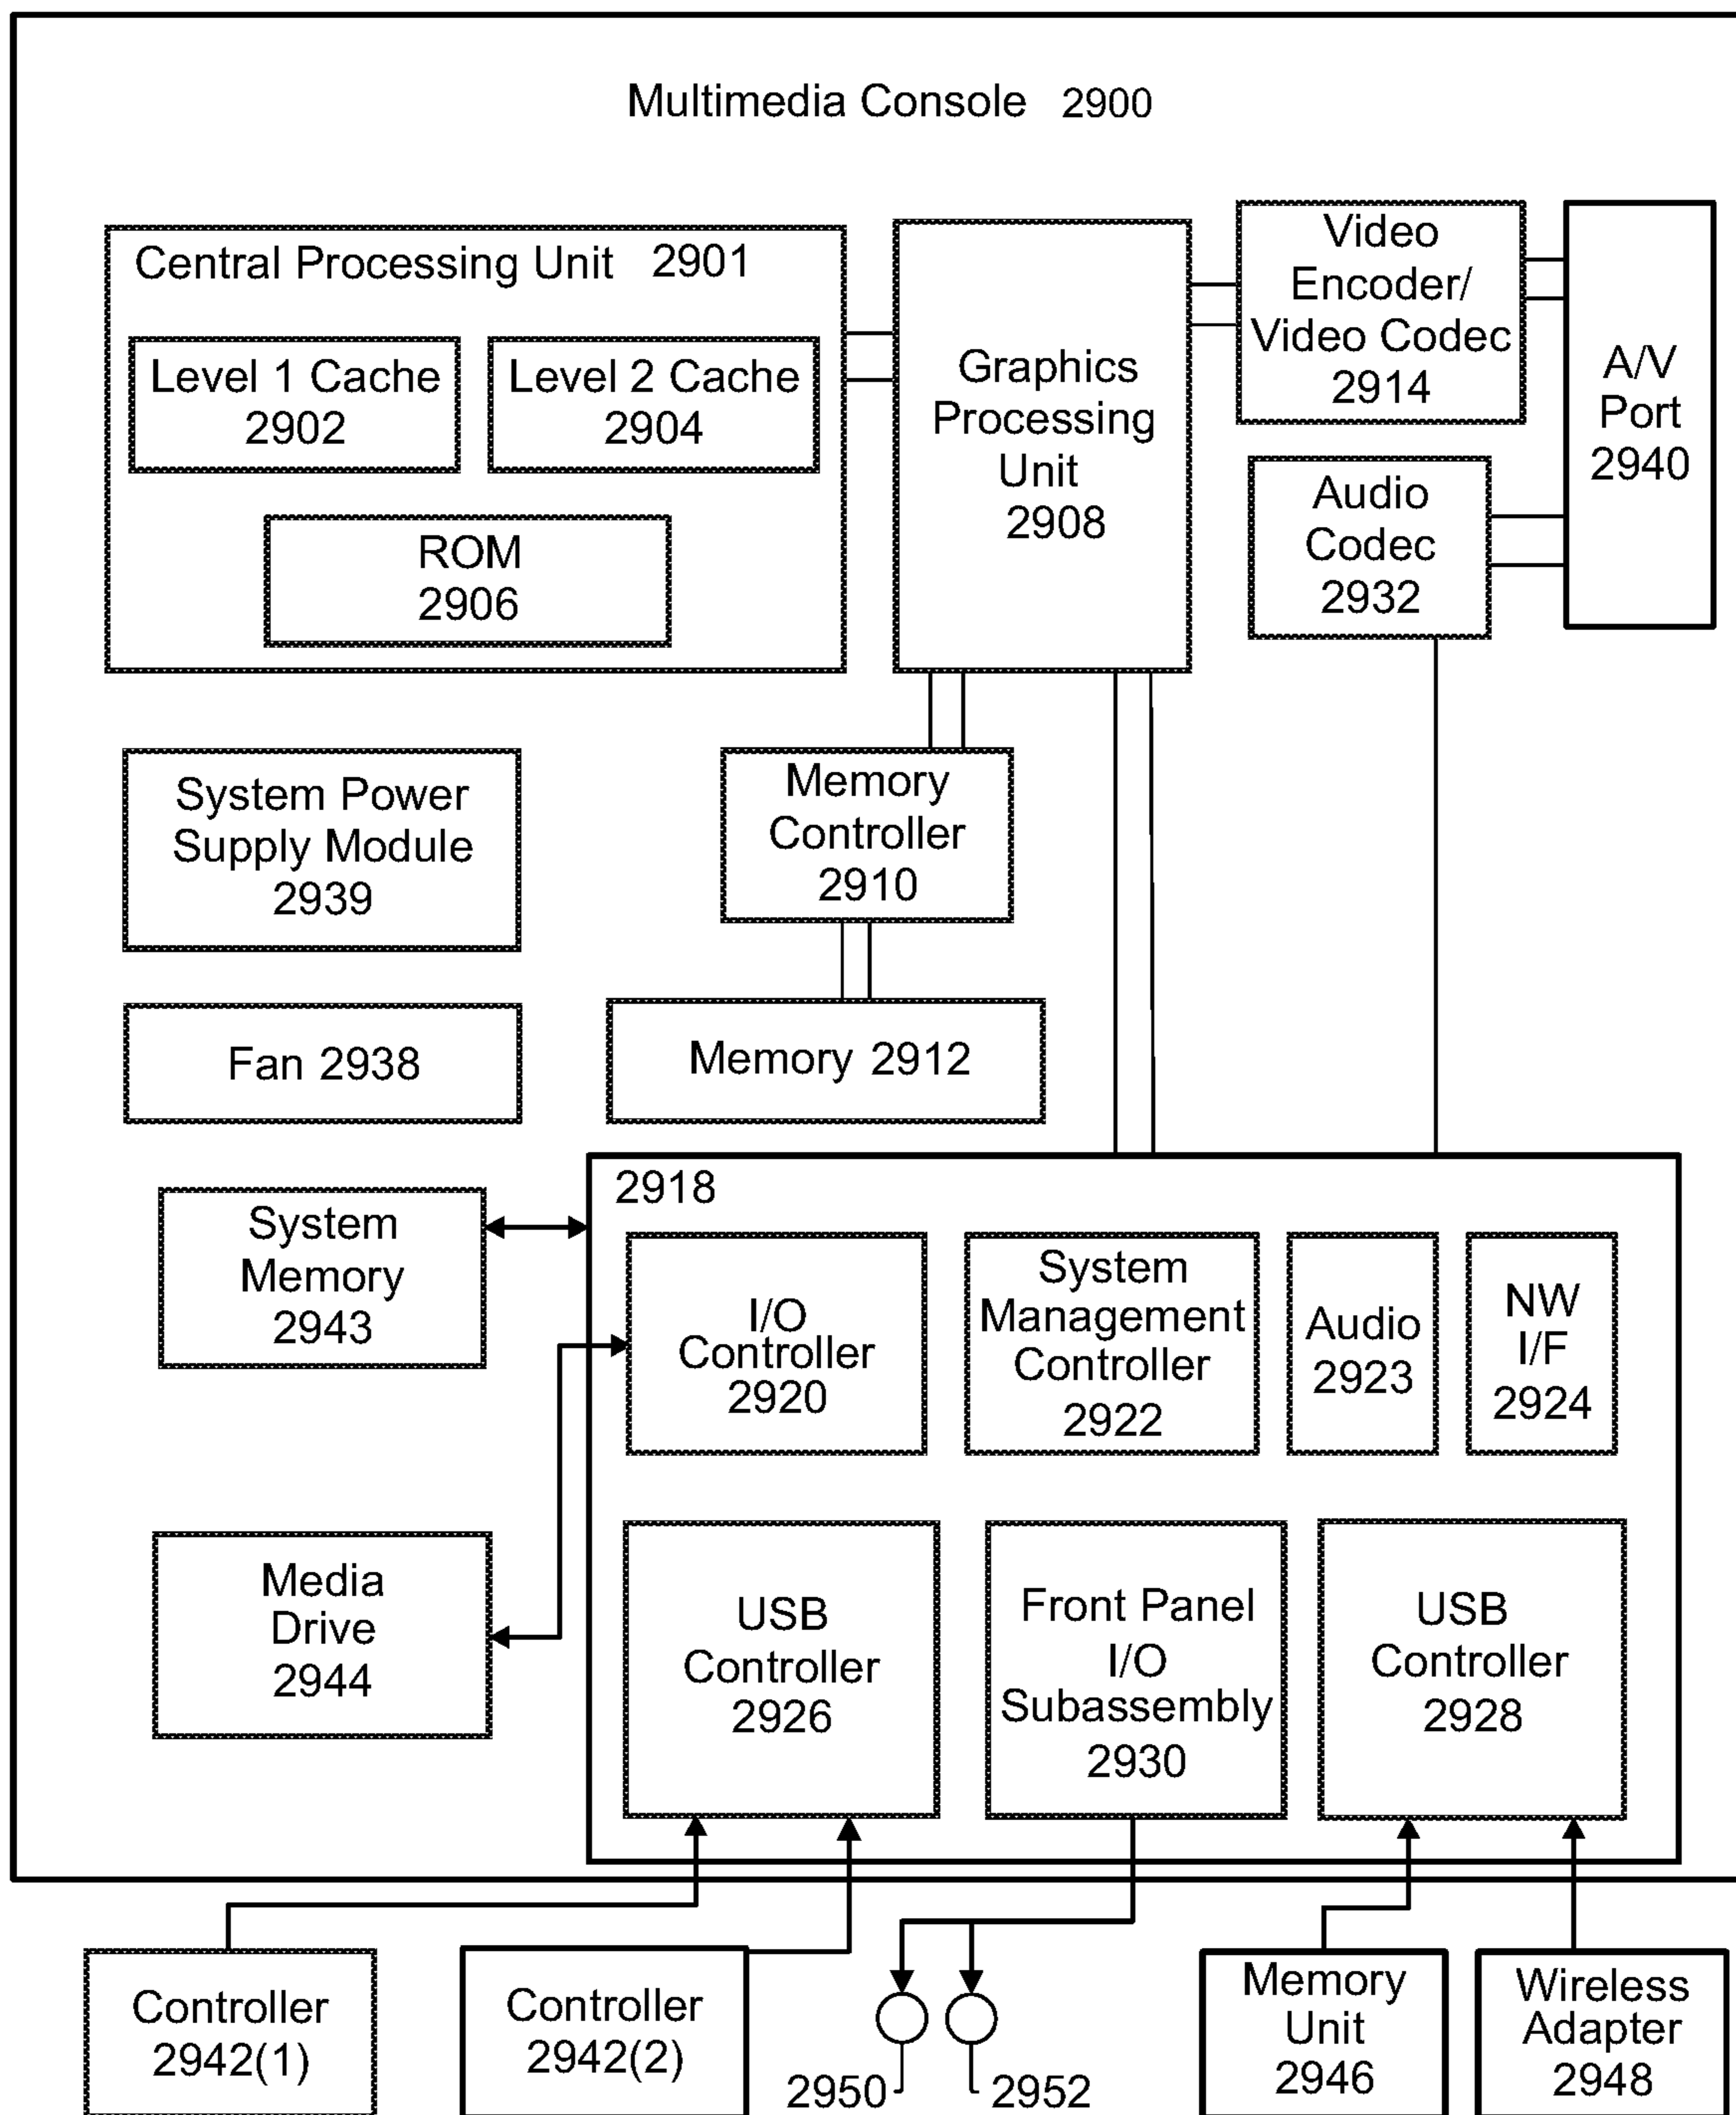 Multimedia Console 2900
Central Processing Unit 2901
Level 1 Cache
2902
Level 2 Cache
2904
ROM
2906
Graphics
Processing
Unit
2908
Video
Encoder/
Video Codec
2914
A/V
Port
2940
Audio
Codec
2932
System Power
Supply Module
2939
Memory
Controller
2910
Fan 2938
Memory 2912
2918
System
Memory
2943
I/O
Controller
2920
System
Management
Controller
2922
Audio
2923
NW
I/F
2924
Media
Drive
2944
USB
Controller
2926
Front Panel
I/O
Subassembly
2930
USB
Controller
2928
Controller
2942(1)
Controller
2942(2)
2950
2952
Memory
Unit
2946
Wireless
Adapter
2948